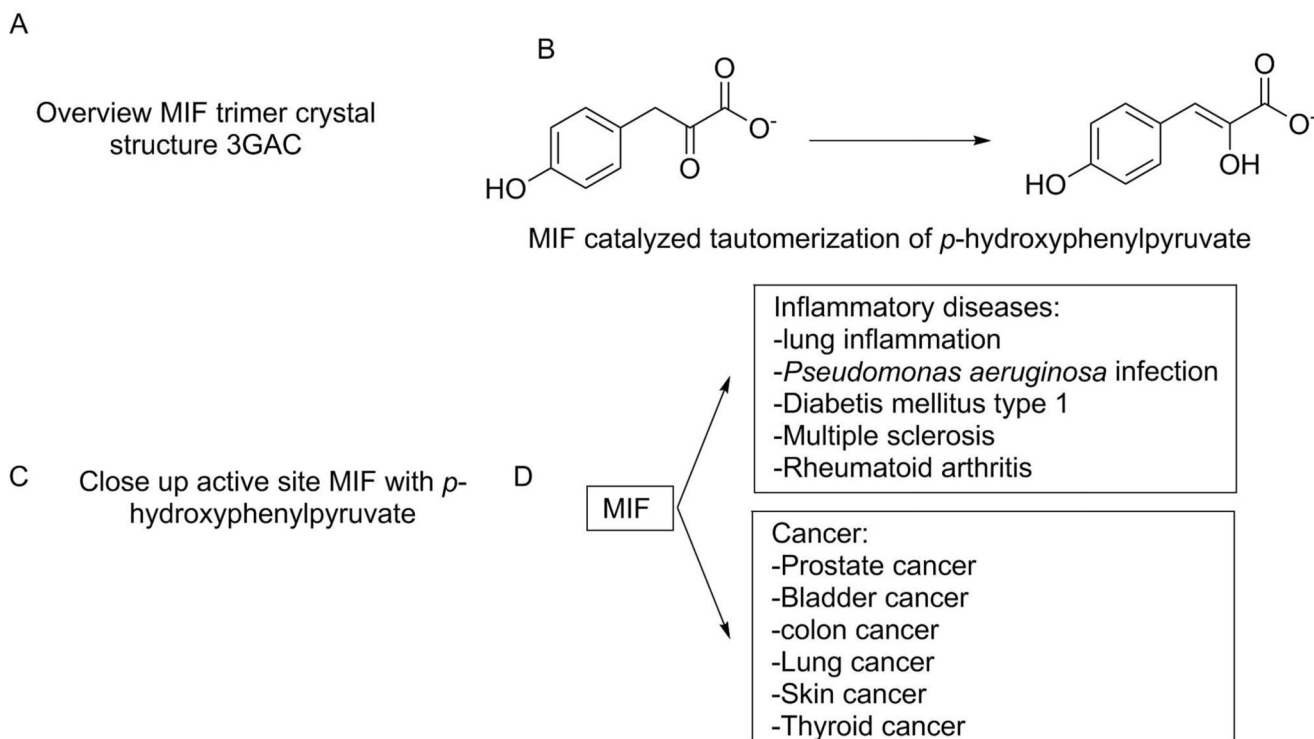 A
Overview MIF trimer crystal
structure 3GAC
B
O
O-
O
HO
O
O-
OH
HO
MIF catalyzed tautomerization of p-hydroxyphenylpyruvate
C
Close up active site MIF with p-
hydroxyphenylpyruvate
D
MIF
Inflammatory diseases:
-lung inflammation
-Pseudomonas aeruginosa infection
-Diabetis mellitus type 1
-Multiple sclerosis
-Rheumatoid arthritis
Cancer:
-Prostate cancer
-Bladder cancer
-colon cancer
-Lung cancer
-Skin cancer
-Thyroid cancer